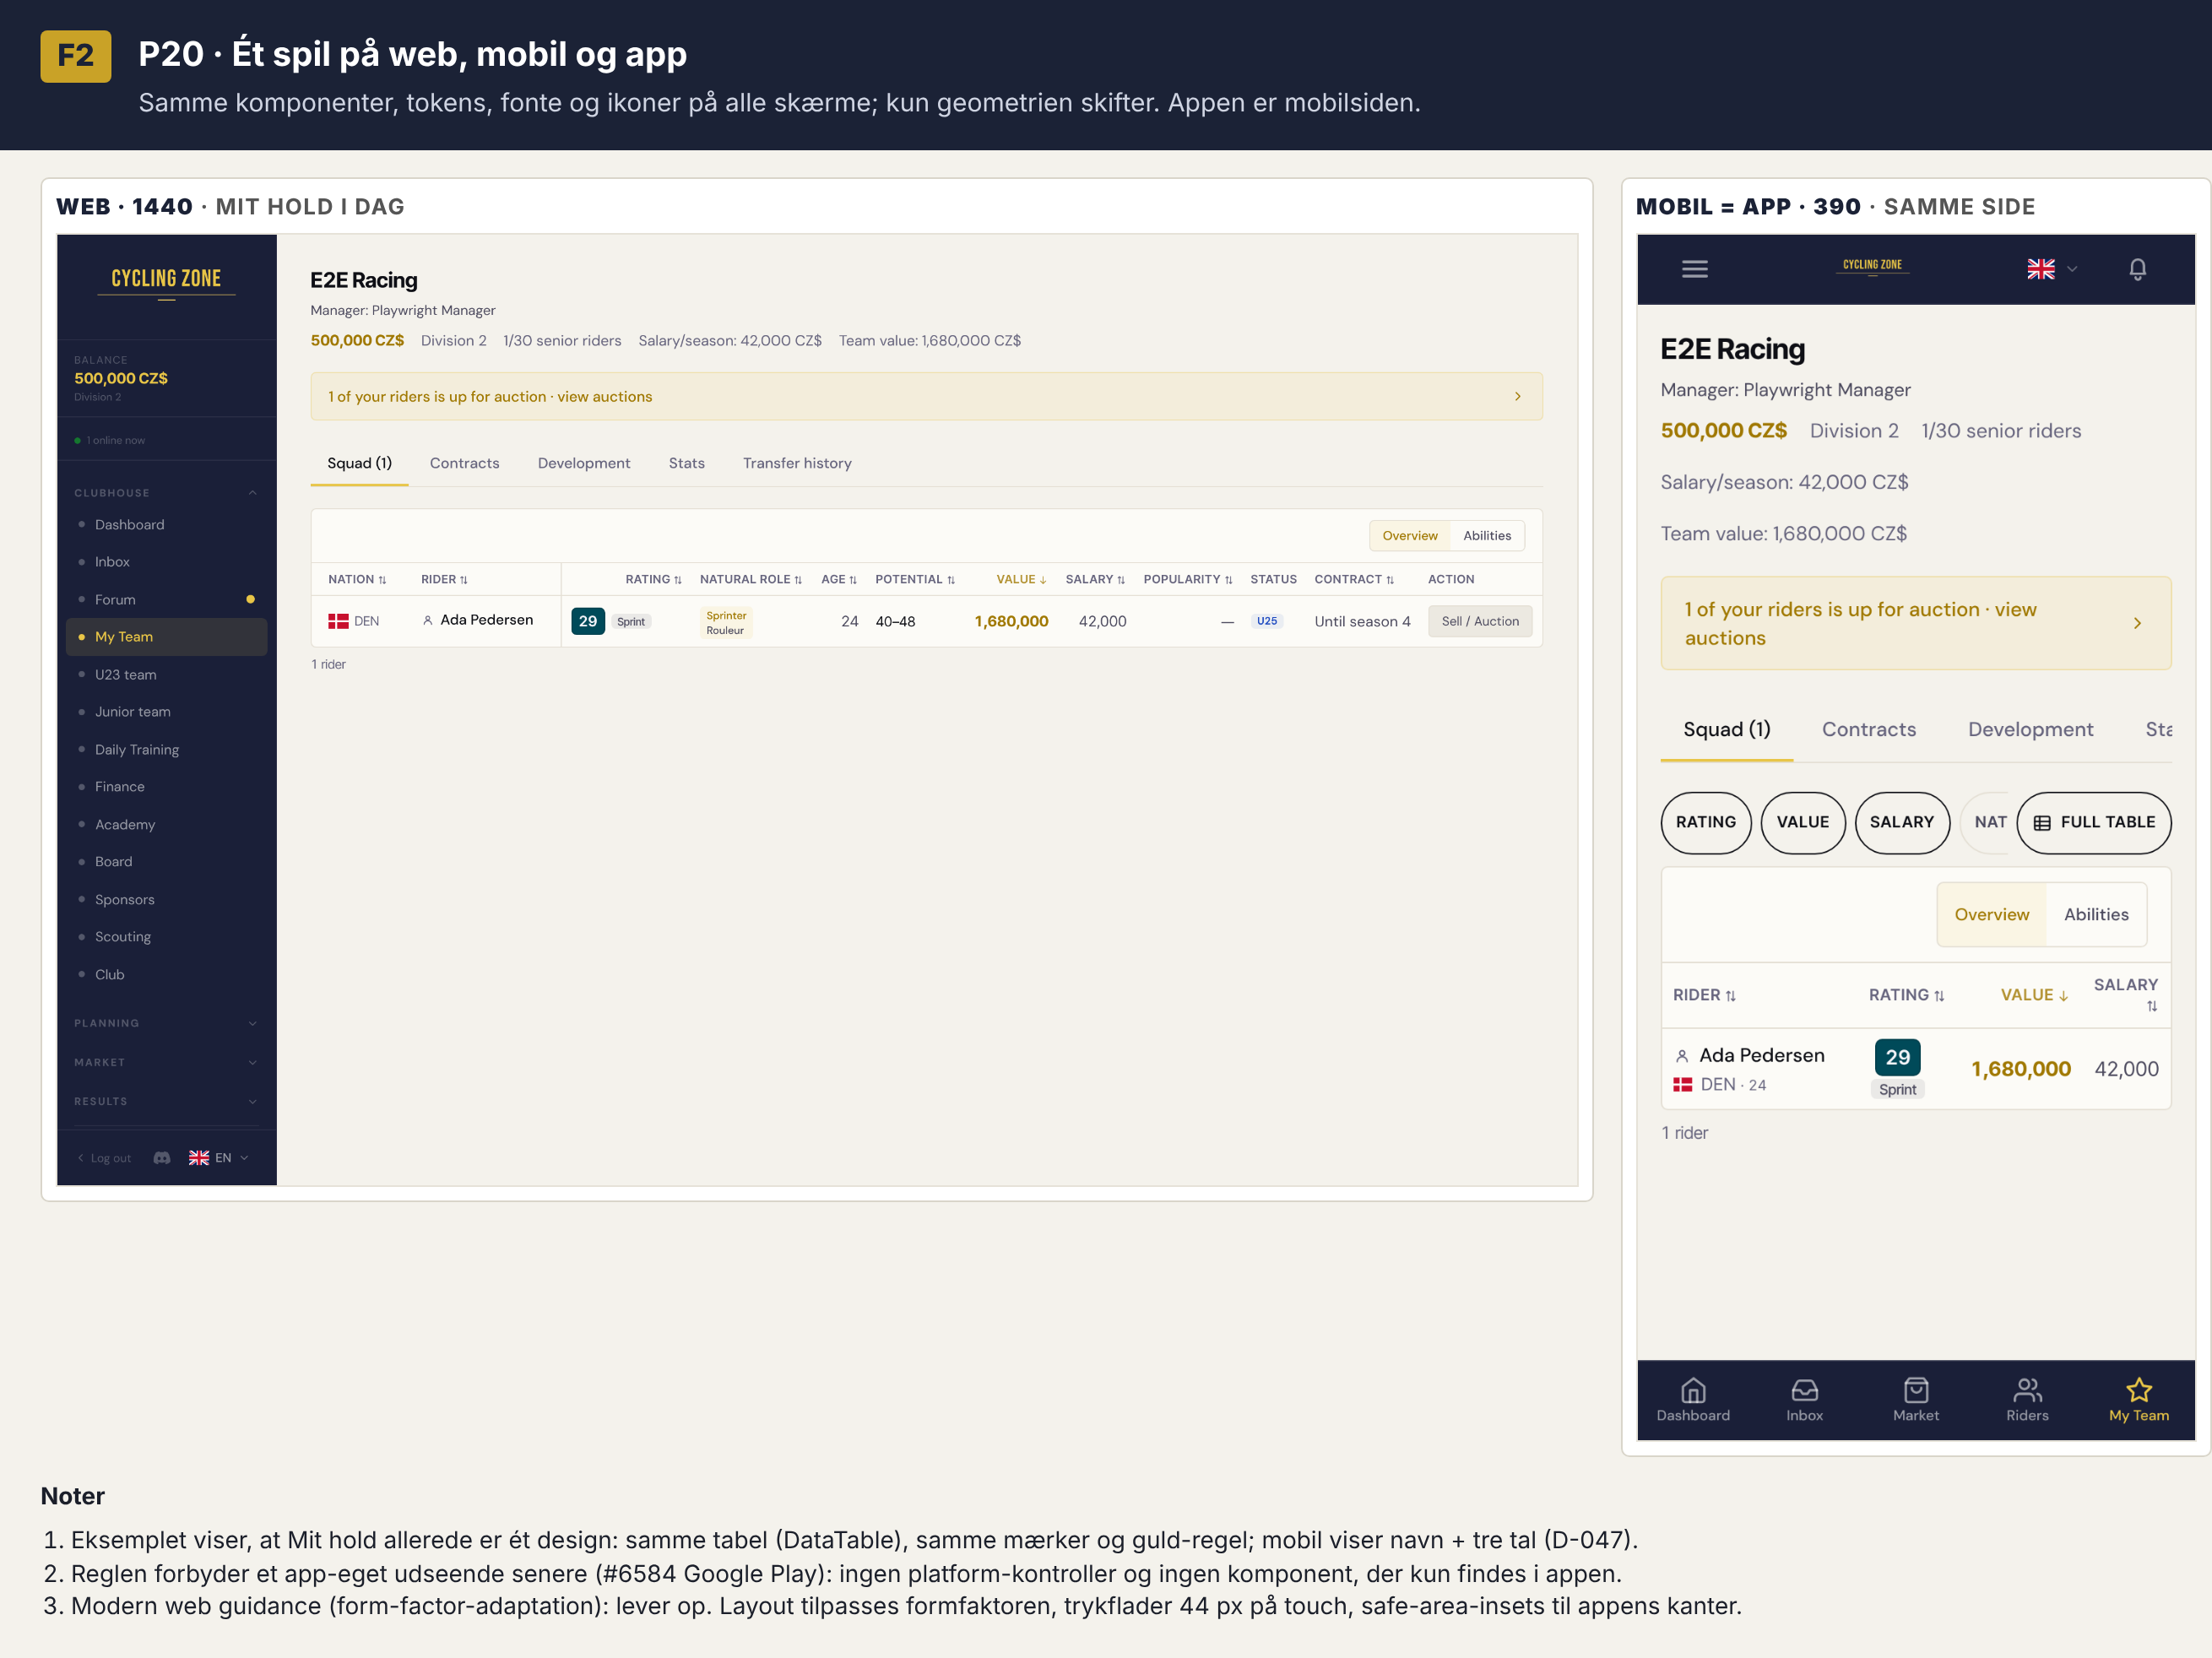 F2
P20 · Ét spil på web, mobil og app
Samme komponenter, tokens, fonte og ikoner på alle skærme; kun geometrien skifter. Appen er mobilsiden.
WEB · 1440 · MIT HOLD I DAG
CYCLING ZONE
BALANCE
500,000 CZ$
Division 2
1 online now
CLUBHOUSE
Dashboard
Inbox
Forum
My Team
U23 team
Junior team
Daily Training
Finance
Academy
Board
Sponsors
Scouting
Club
PLANNING
MARKET
RESULTS
Log out EN
E2E Racing
Manager: Playwright Manager
500,000 CZ$ Division 2 1/30 senior riders Salary/season: 42,000 CZ$ Team value: 1,680,000 CZ$
1 of your riders is up for auction · view auctions
Squad (1) Contracts Development Stats Transfer history
Overview Abilities
NATION RIDER RATING NATURAL ROLE AGE POTENTIAL VALUE SALARY POPULARITY STATUS CONTRACT ACTION
DEN Ada Pedersen 29 Sprint Sprinter 24 40–48 1,680,000 42,000 — U25 Until season 4 Sell / Auction
Rouleur
1 rider
MOBIL = APP · 390 · SAMME SIDE
CYCLING ZONE
E2E Racing
Manager: Playwright Manager
500,000 CZ$ Division 2 1/30 senior riders
Salary/season: 42,000 CZ$
Team value: 1,680,000 CZ$
1 of your riders is up for auction · view
auctions
Squad (1) Contracts Development Sta
RATING VALUE SALARY NAT FULL TABLE
Overview Abilities
RIDER RATING VALUE SALARY
Ada Pedersen 29 1,680,000 42,000
DEN · 24 Sprint
1 rider
Dashboard Inbox Market Riders My Team
Noter
1. Eksemplet viser, at Mit hold allerede er ét design: samme tabel (DataTable), samme mærker og guld-regel; mobil viser navn + tre tal (D-047).
2. Reglen forbyder et app-eget udseende senere (#6584 Google Play): ingen platform-kontroller og ingen komponent, der kun findes i appen.
3. Modern web guidance (form-factor-adaptation): lever op. Layout tilpasses formfaktoren, trykflader 44 px på touch, safe-area-insets til appens kanter.